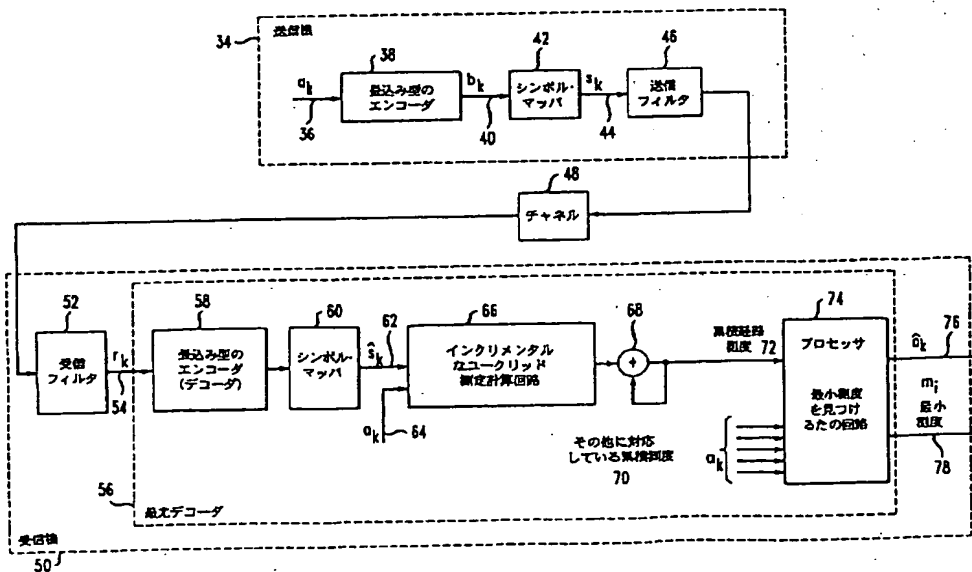 送信機
34
38
42
46
a_k
畳込み型の
エンコーダ
b_k
シンボル・
マッパ
s_k
送信
フィルタ
36
40
44
48
チャネル
52
受信
フィルタ
r_k
54
58
畳込み型の
エンコーダ
(デコーダ)
60
シンボル・
マッパ
62
ŝ_k
a_k
64
66
インクリメンタル
なユークリッド
測定計算回路
68
+
累積経路
測度 72
その他に対応
している累積測度
70
a_k
74
プロセッサ
最小測度
を見つけ
るたの回路
76
m_i
最小
測度
78
56
最尤デコーダ
受信機
50